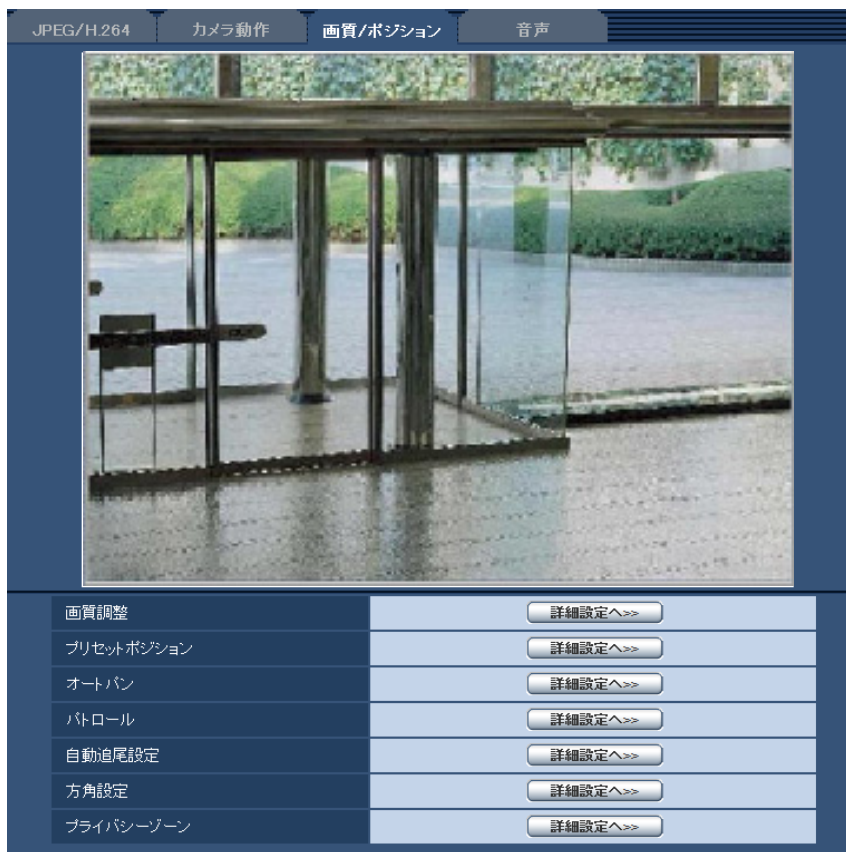 JPEG/H.264 カメラ動作 画質/ポジション 音声
画質調整 詳細設定へ>>
プリセットポジション 詳細設定へ>>
オートパン 詳細設定へ>>
パトロール 詳細設定へ>>
自動追尾設定 詳細設定へ>>
方角設定 詳細設定へ>>
プライバシーゾーン 詳細設定へ>>